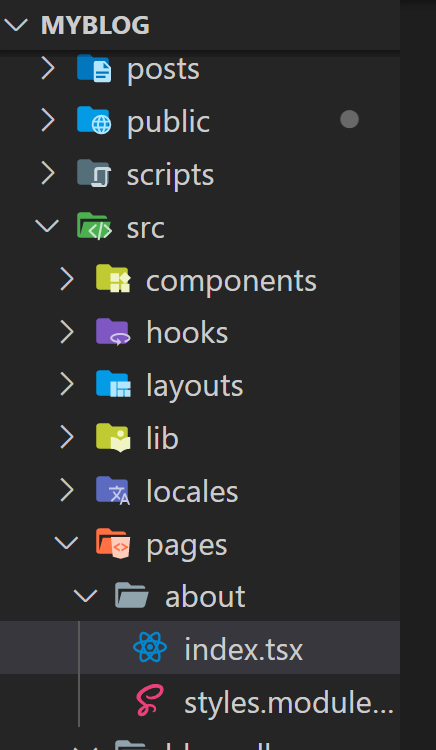 MYBLOG
posts
public
scripts
src
components
hooks
layouts
lib
locales
pages
about
index.tsx
styles.module...